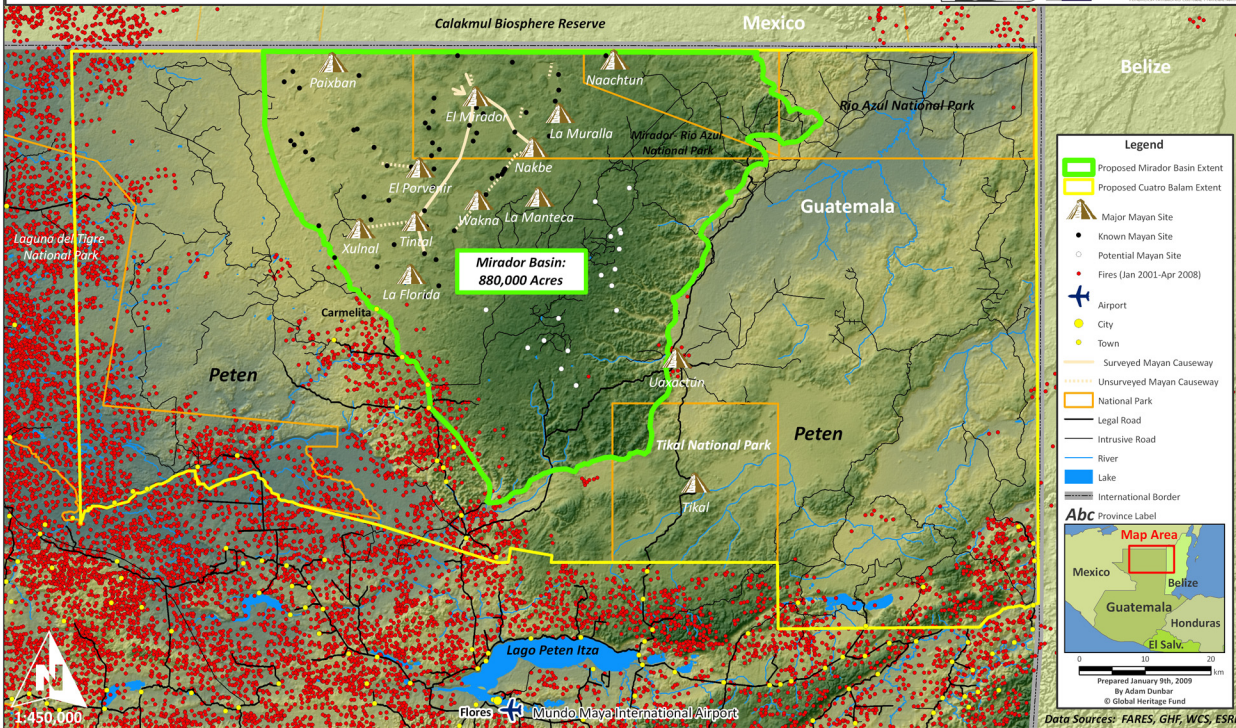 Calakmul Biosphere Reserve
Mexico
Belize
Paixban
Naachtun
El Mirador
La Muralla
Rio Azul National Park
Mirador- Rio Azul
National Park
Nakbe
El Porvenir
Wakna
La Manteca
Guatemala
Xulnal
Tintal
Laguna del Tigre
National Park
Mirador Basin:
880,000 Acres
La Florida
Carmelita
Peten
Uaxactun
Tikal National Park
Peten
Tikal
Lago Peten Itza
Flores
Mundo Maya International Airport
N
1:450,000
Legend
Proposed Mirador Basin Extent
Proposed Cuatro Balam Extent
Major Mayan Site
Known Mayan Site
Potential Mayan Site
Fires (Jan 2001-Apr 2008)
Airport
City
Town
Surveyed Mayan Causeway
Unsurveyed Mayan Causeway
National Park
Legal Road
Intrusive Road
River
Lake
International Border
Abc Province Label
Map Area
Mexico
Belize
Guatemala
Honduras
El Salv.
0 10 20
km
Prepared January 9th, 2009
By Adam Dunbar
© Global Heritage Fund
Data Sources: FARES, GHF, WCS, ESRI